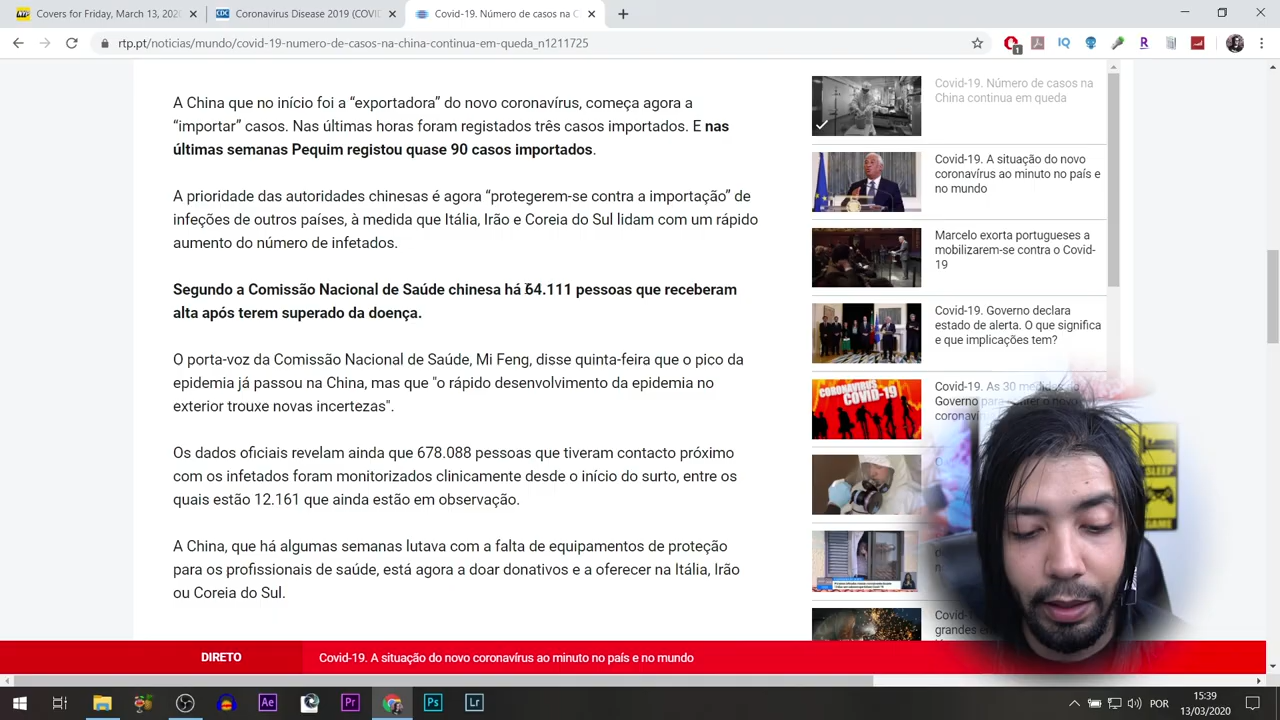 Covers for Friday, March 13, 202
Coronavirus Disease 2019 (COVID
Covid-19. Número de casos na C
rtp.pt/noticias/mundo/covid-19-numero-de-casos-na-china-continua-em-queda_n1211725
A China que no início foi a “exportadora” do novo coronavírus, começa agora a
“importar” casos. Nas últimas horas foram registados três casos importados. E nas
últimas semanas Pequim registou quase 90 casos importados.
A prioridade das autoridades chinesas é agora “protegerem-se contra a importação” de
infeções de outros países, à medida que Itália, Irão e Coreia do Sul lidam com um rápido
aumento do número de infetados.
Segundo a Comissão Nacional de Saúde chinesa há 64.111 pessoas que receberam
alta após terem superado da doença.
O porta-voz da Comissão Nacional de Saúde, Mi Feng, disse quinta-feira que o pico da
epidemia já passou na China, mas que "o rápido desenvolvimento da epidemia no
exterior trouxe novas incertezas".
Os dados oficiais revelam ainda que 678.088 pessoas que tiveram contacto próximo
com os infetados foram monitorizados clinicamente desde o início do surto, entre os
quais estão 12.161 que ainda estão em observação.
A China, que há algumas semanas lutava com a falta de equipamentos de proteção
para os profissionais de saúde, está agora a doar donativos e a oferecer na Itália, Irão
Coreia do Sul.
Covid-19. Número de casos na
China continua em queda
Covid-19. A situação do novo
coronavírus ao minuto no país e
no mundo
Marcelo exorta portugueses a
mobilizarem-se contra o Covid-
19
Covid-19. Governo declara
estado de alerta. O que significa
e que implicações tem?
CORONAVIRUS
COVID-19
Covid-19. As 30 medidas do
Governo para
Covid-
grandes
SLEEP
GAME
DIRETO
Covid-19. A situação do novo coronavírus ao minuto no país e no mundo
Ae
Pr
Ps
Lr
POR
15:39
13/03/2020